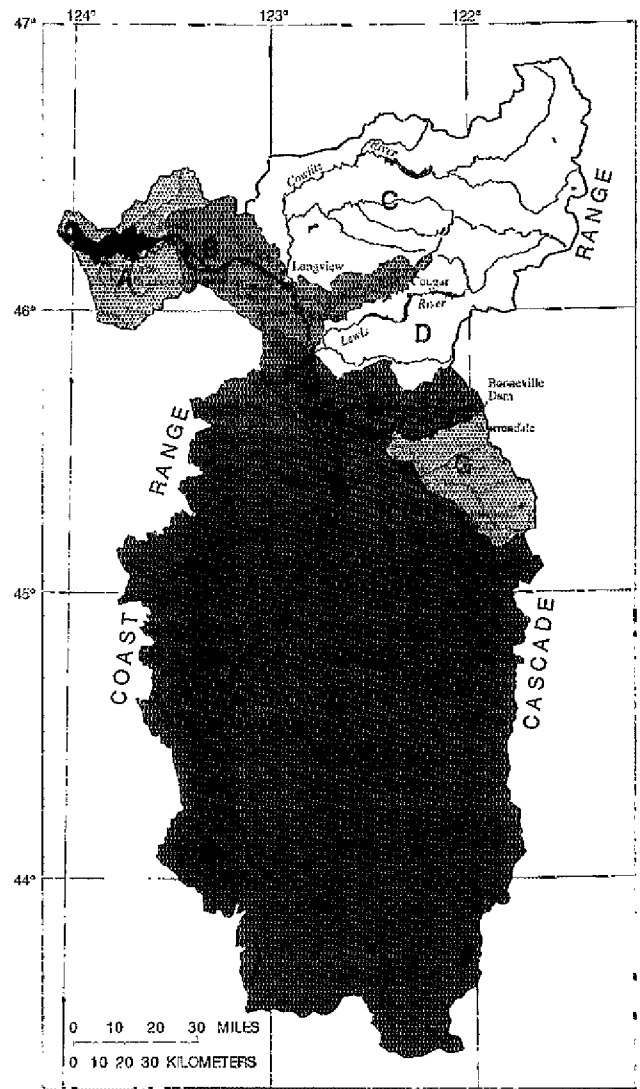 47°
124°
123°
122°
River
Cowlitz
RANGE
C
B
A
Longview
Cougar
46°
River
Lewis
D
Bonneville
Dam
RANGE
G
45°
COAST
CASCADE
44°
0 10 20 30 MILES
0 10 20 30 KILOMETERS